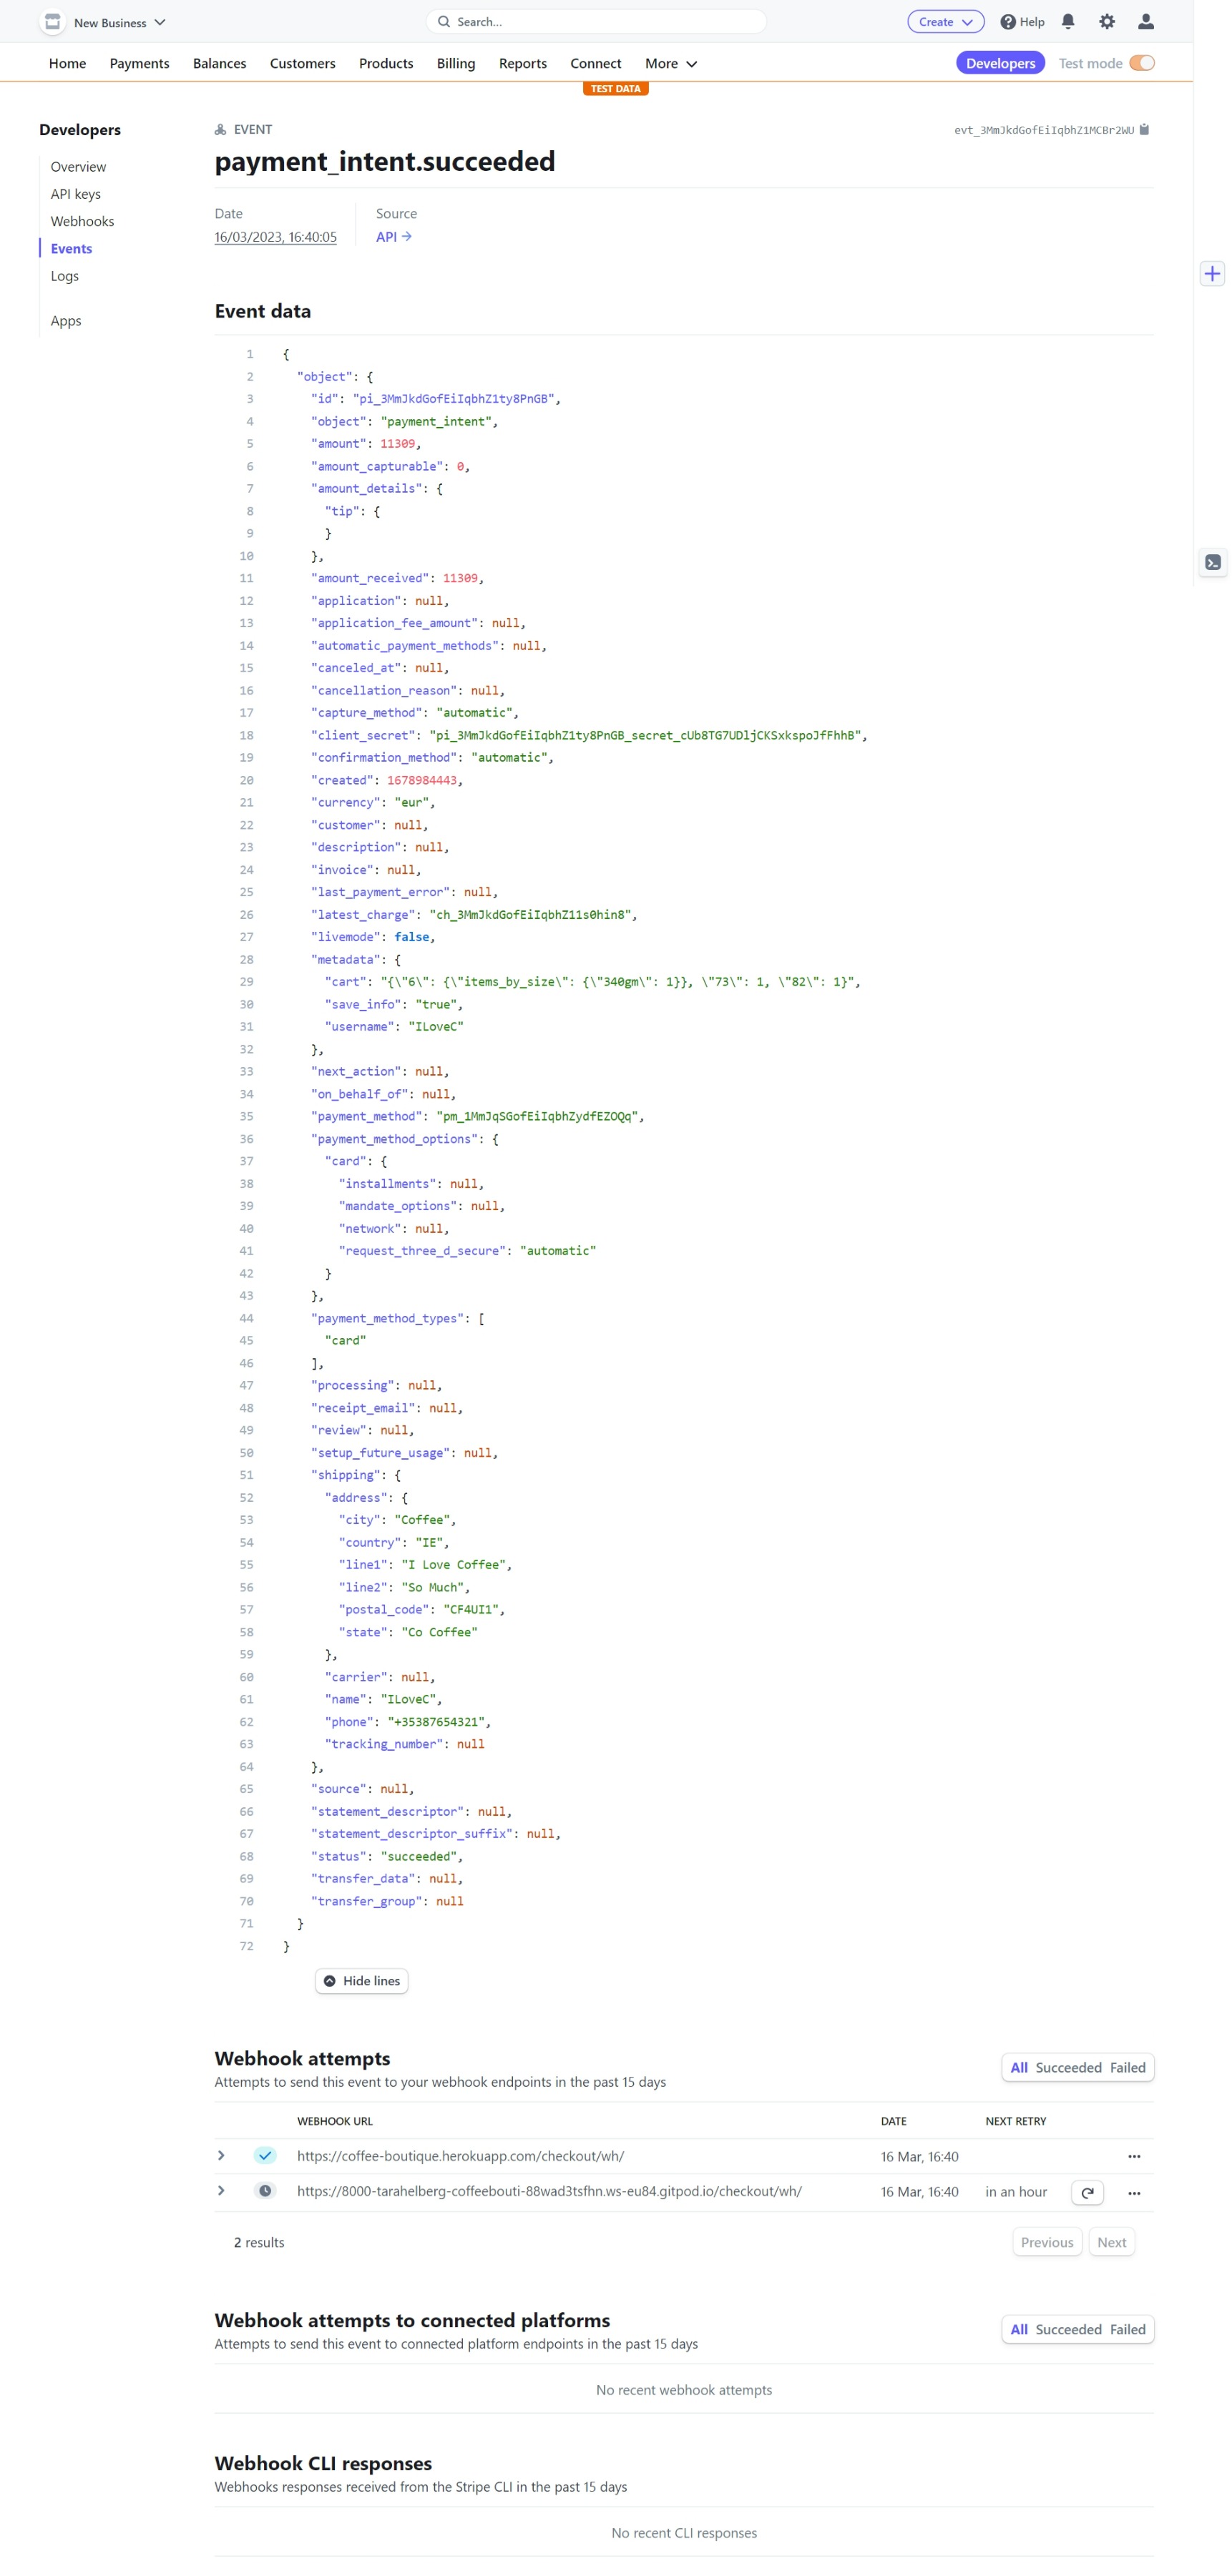 New Business
Search...
Create
Help
Home Payments Balances Customers Products Billing Reports Connect More
Developers
Test mode
TEST DATA
Developers
Overview
API keys
Webhooks
Events
Logs
Apps
EVENT
evt_3MmJkdGofEiIqbhZ1MCBr2WU
payment_intent.succeeded
Date
16/03/2023, 16:40:05
Source
API
Event data
1 {
2 "object": {
3 "id": "pi_3MmJkdGofEiIqbhZ1ty8PnGB",
4 "object": "payment_intent",
5 "amount": 11309,
6 "amount_capturable": 0,
7 "amount_details": {
8 "tip": {
9 }
10 },
11 "amount_received": 11309,
12 "application": null,
13 "application_fee_amount": null,
14 "automatic_payment_methods": null,
15 "canceled_at": null,
16 "cancellation_reason": null,
17 "capture_method": "automatic",
18 "client_secret": "pi_3MmJkdGofEiIqbhZ1ty8PnGB_secret_cUb8TG7UDljCKSxkspoJfFhhB",
19 "confirmation_method": "automatic",
20 "created": 1678984443,
21 "currency": "eur",
22 "customer": null,
23 "description": null,
24 "invoice": null,
25 "last_payment_error": null,
26 "latest_charge": "ch_3MmJkdGofEiIqbhZ11s0hin8",
27 "livemode": false,
28 "metadata": {
29 "cart": "{\"6\": {\"items_by_size\": {\"340gm\": 1}}, \"73\": 1, \"82\": 1}",
30 "save_info": "true",
31 "username": "ILoveC"
32 },
33 "next_action": null,
34 "on_behalf_of": null,
35 "payment_method": "pm_1MmJqSGofEiIqbhZydfEZOQq",
36 "payment_method_options": {
37 "card": {
38 "installments": null,
39 "mandate_options": null,
40 "network": null,
41 "request_three_d_secure": "automatic"
42 }
43 },
44 "payment_method_types": [
45 "card"
46 ],
47 "processing": null,
48 "receipt_email": null,
49 "review": null,
50 "setup_future_usage": null,
51 "shipping": {
52 "address": {
53 "city": "Coffee",
54 "country": "IE",
55 "line1": "I Love Coffee",
56 "line2": "So Much",
57 "postal_code": "CF4UI1",
58 "state": "Co Coffee"
59 },
60 "carrier": null,
61 "name": "ILoveC",
62 "phone": "+35387654321",
63 "tracking_number": null
64 },
65 "source": null,
66 "statement_descriptor": null,
67 "statement_descriptor_suffix": null,
68 "status": "succeeded",
69 "transfer_data": null,
70 "transfer_group": null
71 }
72 }
Hide lines
Webhook attempts
All Succeeded Failed
Attempts to send this event to your webhook endpoints in the past 15 days
WEBHOOK URL DATE NEXT RETRY
https://coffee-boutique.herokuapp.com/checkout/wh/ 16 Mar, 16:40
https://8000-tarahelberg-coffeebouti-88wad3tsfhn.ws-eu84.gitpod.io/checkout/wh/ 16 Mar, 16:40 in an hour
2 results
Previous Next
Webhook attempts to connected platforms
All Succeeded Failed
Attempts to send this event to connected platform endpoints in the past 15 days
No recent webhook attempts
Webhook CLI responses
Webhooks responses received from the Stripe CLI in the past 15 days
No recent CLI responses